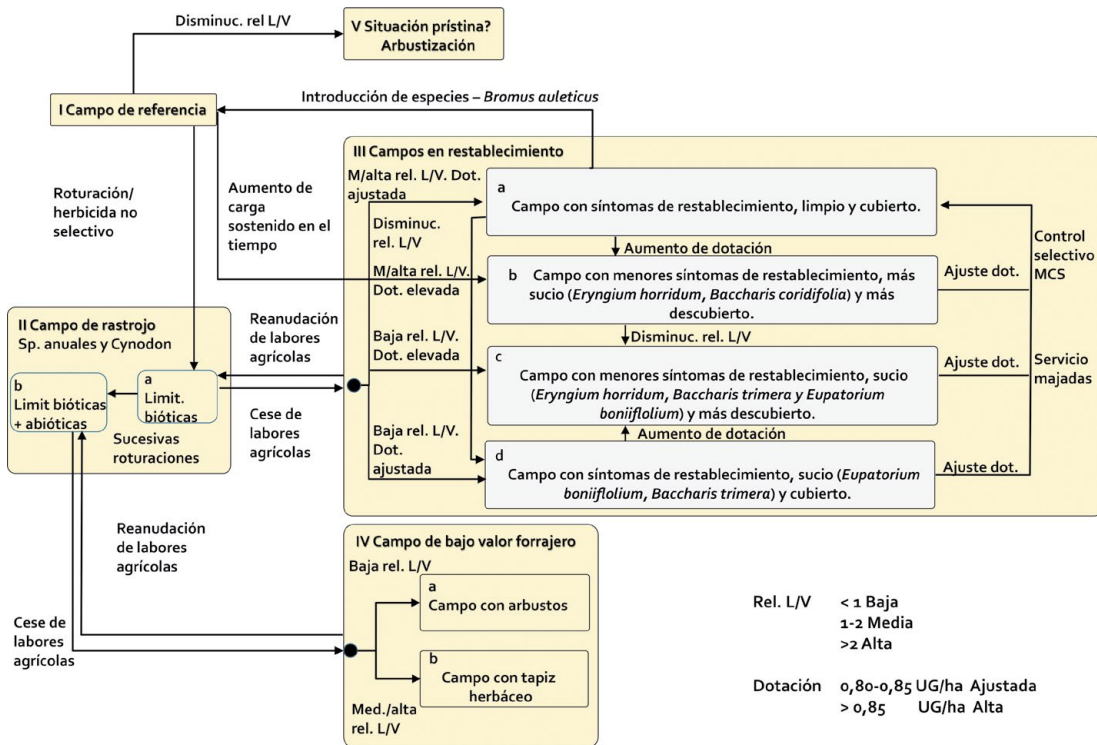 Disminuc. rel L/V
V Situación prístina?
Arbustización
Introducción de especies – Bromus auleticus
I Campo de referencia
III Campos en restablecimiento
Roturación/
herbicida no
selectivo
Aumento de
carga
sostenido en el
tiempo
M/alta rel. L/V. Dot.
ajustada
a
Campo con síntomas de restablecimiento, limpio y cubierto.
Disminuc.
rel. L/V
Aumento de dotación
Control
selectivo
MCS
M/alta rel. L/V.
Dot. elevada
b
Campo con menores síntomas de restablecimiento, más
sucio (Eryngium horridum, Baccharis coridifolia) y más
descubierto.
Ajuste dot.
Disminuc. rel. L/V
II Campo de rastrojo
Sp. anuales y Cynodon
Reanudación
de labores
agrícolas
Baja rel. L/V.
Dot. elevada
c
Campo con menores síntomas de restablecimiento, sucio
(Eryngium horridum, Baccharis trimera y Eupatorium
boniiflolium) y más descubierto.
Ajuste dot.
Servicio
majadas
b
Limit bióticas
+ abióticas
a
Limit.
bióticas
Sucesivas
roturaciones
Cese de
labores
agrícolas
Baja rel. L/V.
Dot.
ajustada
Aumento de dotación
d
Campo con síntomas de restablecimiento, sucio (Eupatorium
boniiflolium, Baccharis trimera) y cubierto.
Ajuste dot.
Reanudación
de labores
agrícolas
IV Campo de bajo valor forrajero
Baja rel. L/V
a
Campo con arbustos
Cese de
labores
agrícolas
b
Campo con tapiz
herbáceo
Med./alta
rel. L/V
Rel. L/V < 1 Baja
1-2 Media
>2 Alta
Dotación 0,80-0,85 UG/ha Ajustada
> 0,85 UG/ha Alta